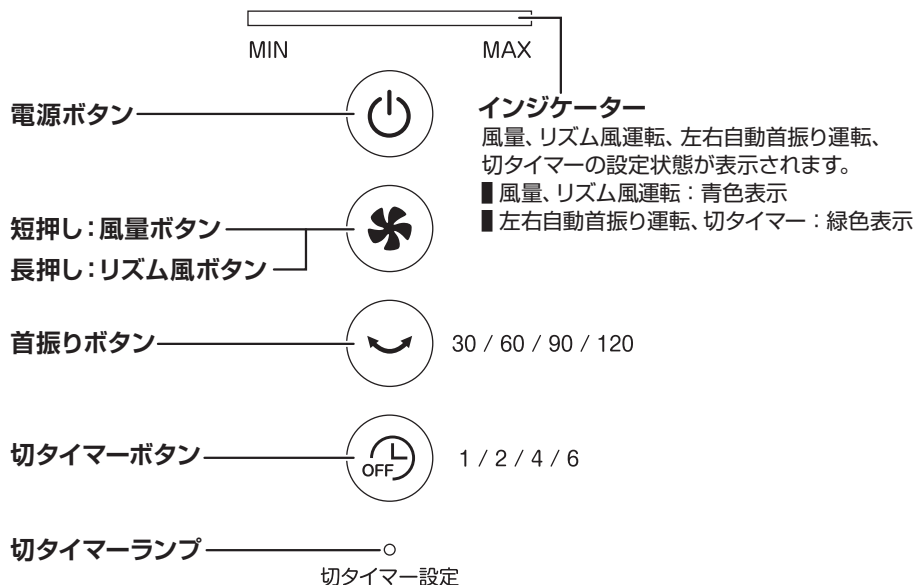 MIN MAX
電源ボタン
インジケーター
風量、リズム風運転、左右自動首振り運転、
切タイマーの設定状態が表示されます。
■風量、リズム風運転：青色表示
■左右自動首振り運転、切タイマー：緑色表示
短押し：風量ボタン
長押し：リズム風ボタン
首振りボタン 30 / 60 / 90 / 120
切タイマーボタン OFF 1 / 2 / 4 / 6
切タイマーランプ
切タイマー設定